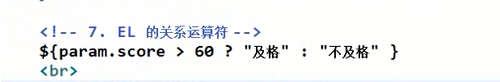 <!-- 7. EL 的关系运算符 -->
${param.score > 60 ? "及格" : "不及格" }
<br>